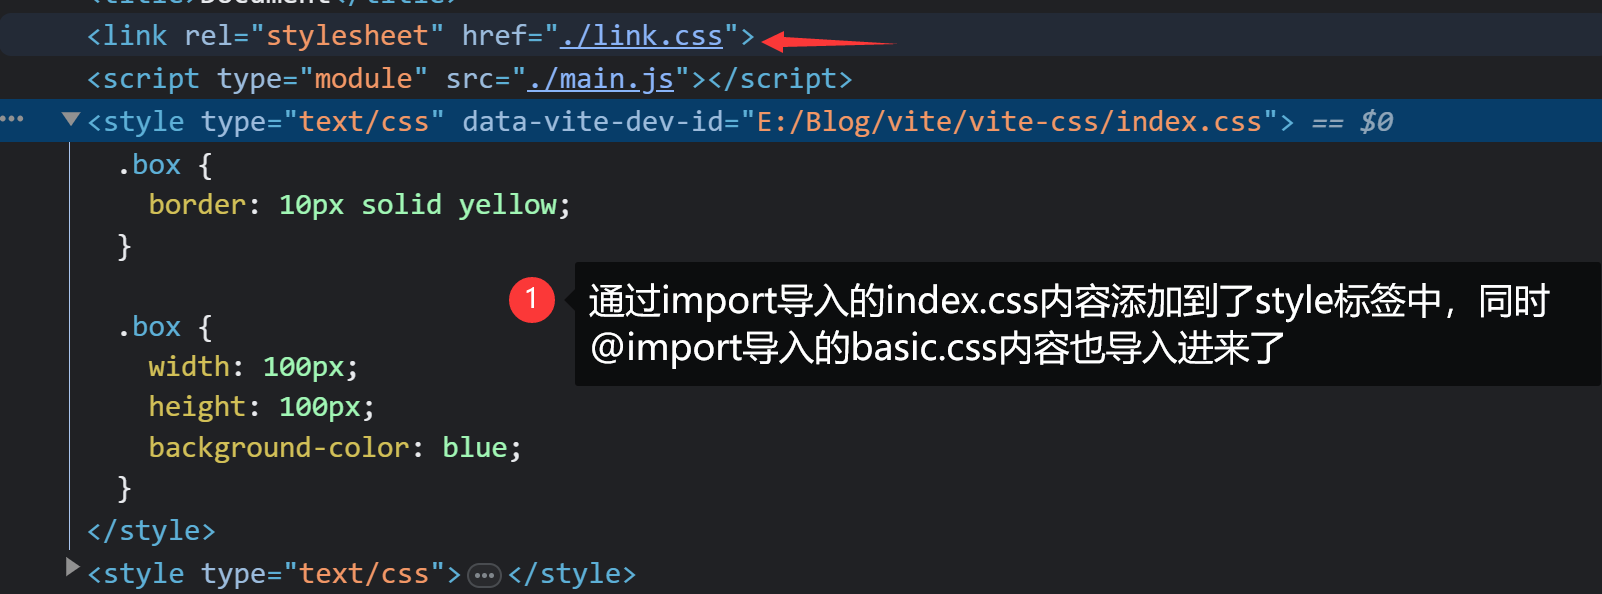 <title>Document</title>
<link rel="stylesheet" href="./link.css">
<script type="module" src="./main.js"></script>
<style type="text/css" data-vite-dev-id="E:/Blog/vite/vite-css/index.css"> == $0
.box {
border: 10px solid yellow;
}
1
通过import导入的index.css内容添加到了style标签中，同时
@import导入的basic.css内容也导入进来了
.box {
width: 100px;
height: 100px;
background-color: blue;
}
</style>
<style type="text/css">…</style>